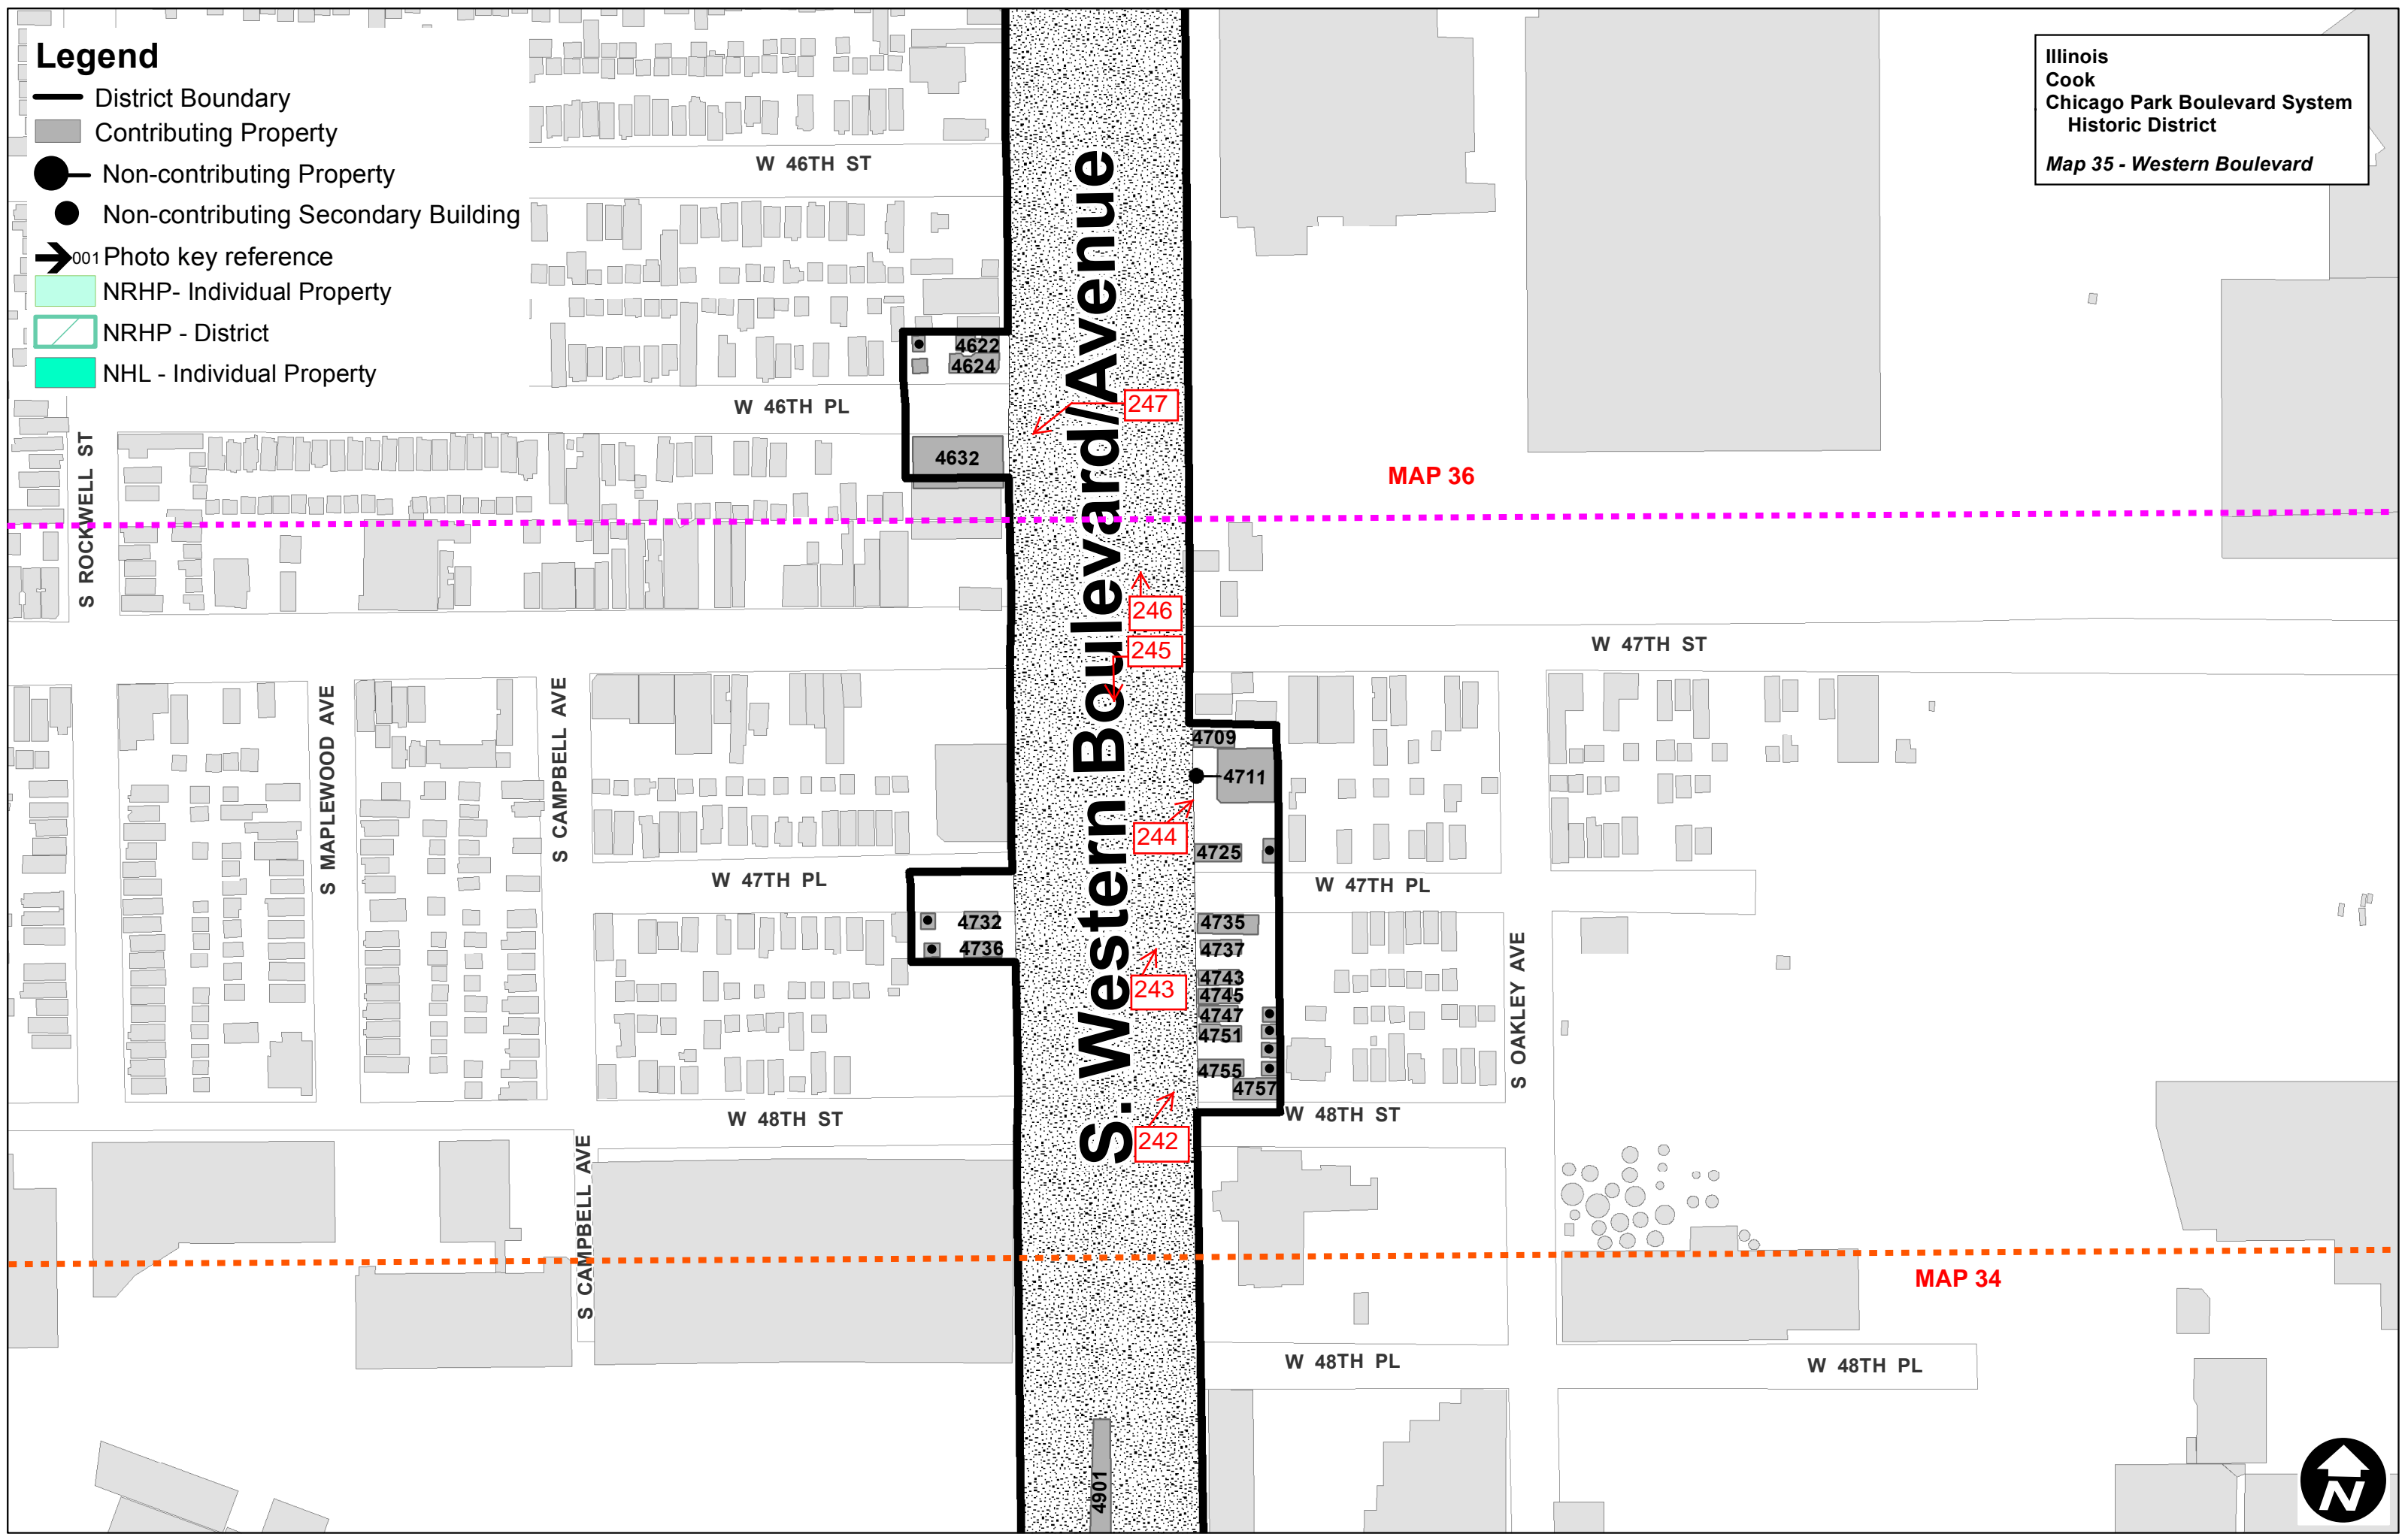 Legend
District Boundary
Contributing Property
Non-contributing Property
Non-contributing Secondary Building
001 Photo key reference
NRHP- Individual Property
NRHP - District
NHL - Individual Property
Illinois
Cook
Chicago Park Boulevard System
Historic District
Map 35 - Western Boulevard
W 46TH ST
4622
4624
W 46TH PL
247
4632
MAP 36
S ROCKWELL ST
S. Western Boulevard/Avenue
246
245
W 47TH ST
S MAPLEWOOD AVE
S CAMPBELL AVE
4709
4711
244
4725
W 47TH PL
W 47TH PL
4732
4736
4735
4737
4743
4745
4747
4751
4755
4757
243
S OAKLEY AVE
W 48TH ST
W 48TH ST
242
S CAMPBELL AVE
MAP 34
W 48TH PL
W 48TH PL
4901
N